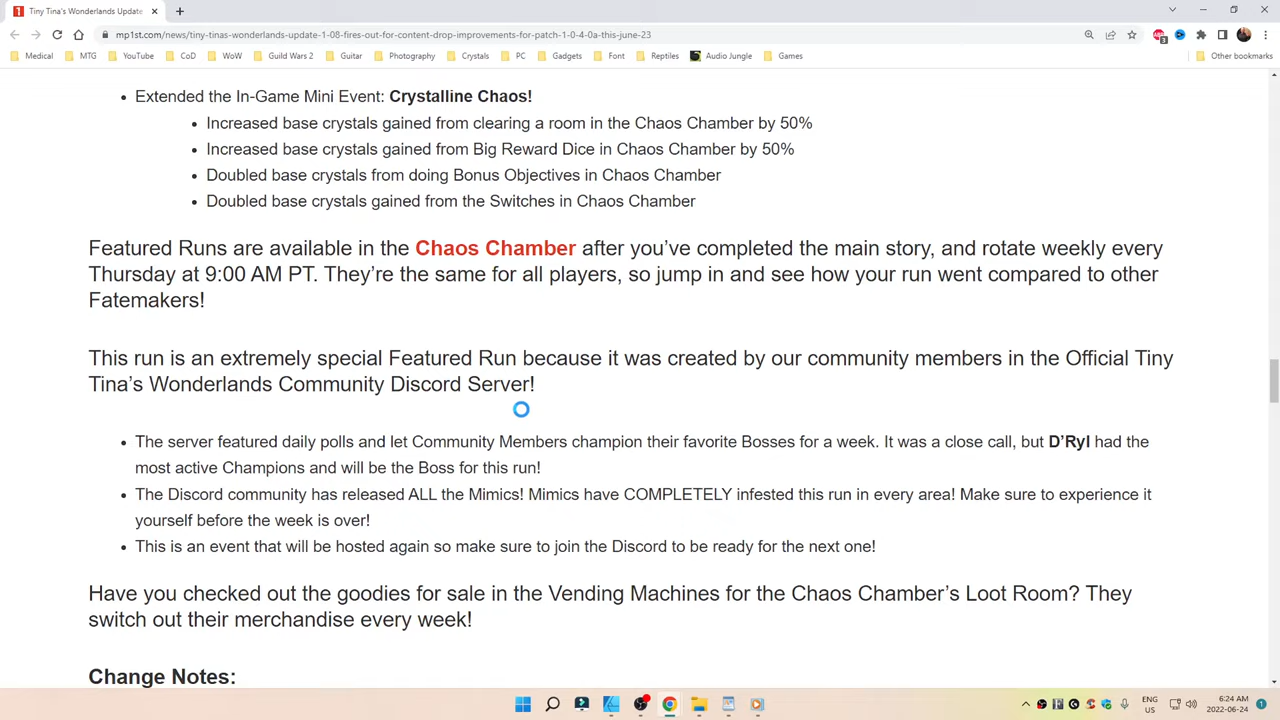 Tiny Tina's Wonderlands Update
mp1st.com/news/tiny-tinas-wonderlands-update-1-08-fires-out-for-content-drop-improvements-for-patch-1-0-4-0a-this-june-23
Medical MTG YouTube CoD WoW Guild Wars 2 Guitar Photography Crystals PC Gadgets Font Reptiles Audio Jungle Games Other bookmarks
• Extended the In-Game Mini Event: Crystalline Chaos!
• Increased base crystals gained from clearing a room in the Chaos Chamber by 50%
• Increased base crystals gained from Big Reward Dice in Chaos Chamber by 50%
• Doubled base crystals from doing Bonus Objectives in Chaos Chamber
• Doubled base crystals gained from the Switches in Chaos Chamber
Featured Runs are available in the Chaos Chamber after you've completed the main story, and rotate weekly every
Thursday at 9:00 AM PT. They're the same for all players, so jump in and see how your run went compared to other
Fatemakers!
This run is an extremely special Featured Run because it was created by our community members in the Official Tiny
Tina's Wonderlands Community Discord Server!
• The server featured daily polls and let Community Members champion their favorite Bosses for a week. It was a close call, but D'Ryl had the
most active Champions and will be the Boss for this run!
• The Discord community has released ALL the Mimics! Mimics have COMPLETELY infested this run in every area! Make sure to experience it
yourself before the week is over!
• This is an event that will be hosted again so make sure to join the Discord to be ready for the next one!
Have you checked out the goodies for sale in the Vending Machines for the Chaos Chamber's Loot Room? They
switch out their merchandise every week!
Change Notes:
ENG
US
6:24 AM
2022-06-24